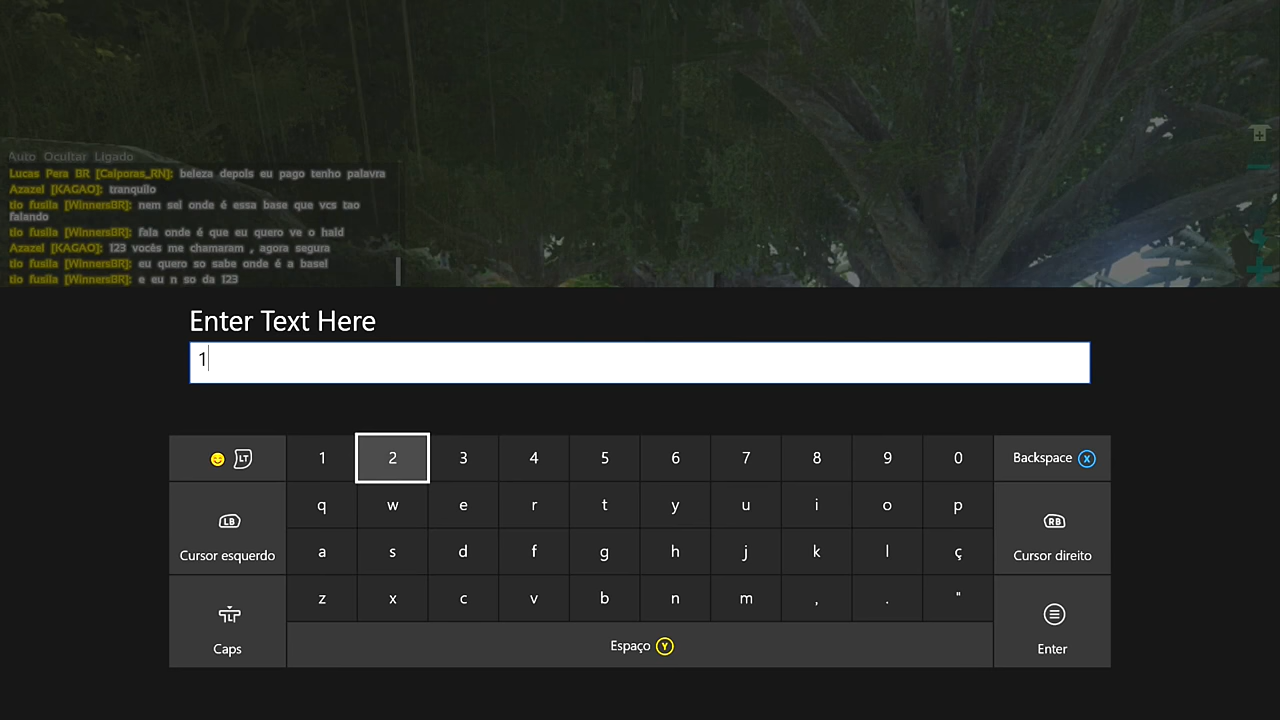 Auto Ocultar Ligado
Lucas Pera BR [Caiporas_RN]: beleza depois eu pago tenho palavra
Azazel [KAGAO]: tranquilo
tio fusila [WinnersBR]: nem sei onde é essa base que vcs tao
falando
tio fusila [WinnersBR]: fala onde é que eu quero ve o hald
Azazel [KAGAO]: 123 vocês me chamaram , agora segura
tio fusila [WinnersBR]: eu quero so sabe onde é a base!
tio fusila [WinnersBR]: e eu n so da 123
Enter Text Here
1
LT 1 2 3 4 5 6 7 8 9 0 Backspace X
q w e r t y u i o p
LB Cursor esquerdo
RB Cursor direito
a s d f g h j k l ç
z x c v b n m , . "
LT Caps
Espaço Y
Enter